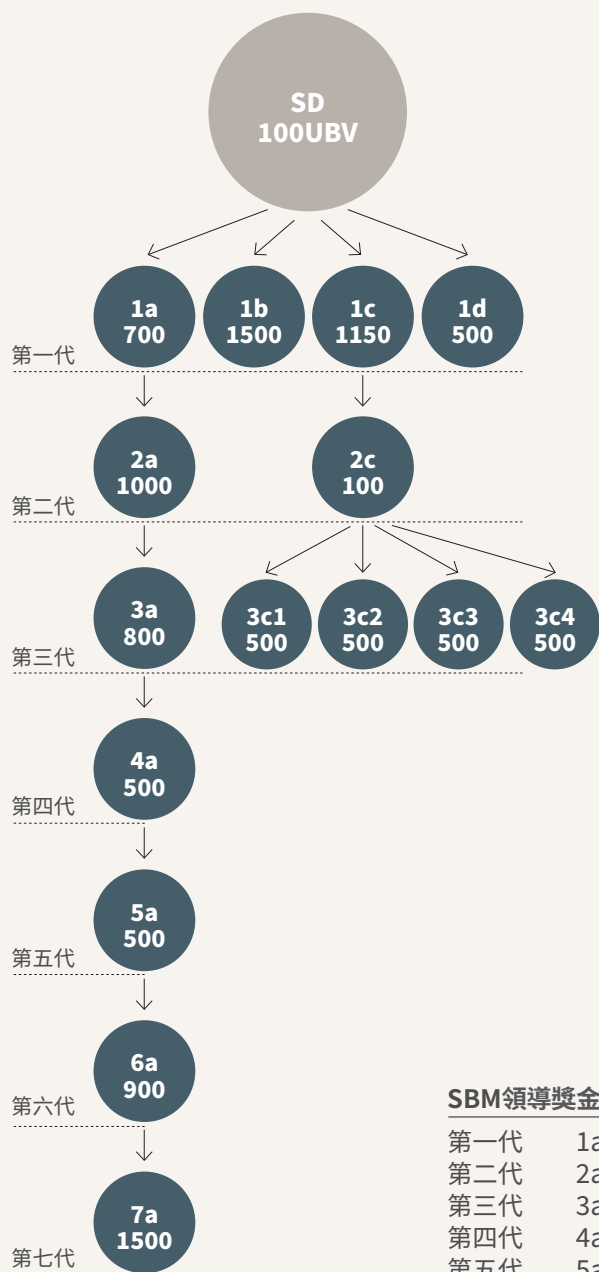 SD
100UBV
1a
700
1b
1500
1c
1150
1d
500
第一代
2a
1000
2c
100
第二代
3a
800
3c1
500
3c2
500
3c3
500
3c4
500
第三代
4a
500
第四代
5a
500
第五代
6a
900
第六代
SBM領導獎金
第一代 1a
第二代 2a
第三代 3a
第四代 4a
第五代 5a
7a
1500
第七代